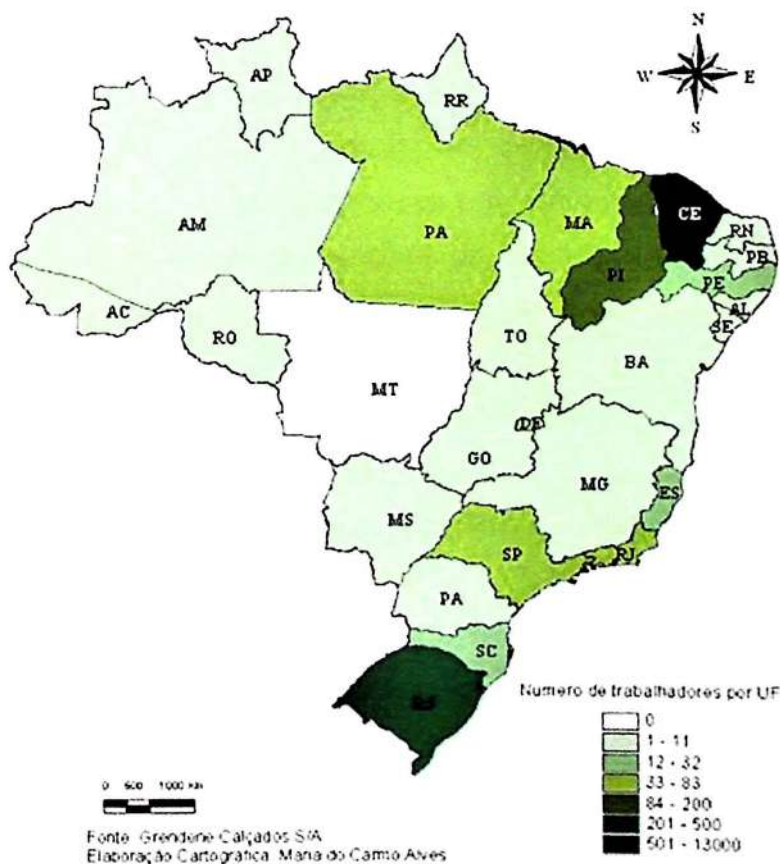 N
W E
S
AP
RR
AM
PA
MA
CE
RN
PB
PI
PE
AL
SE
AC
RO
TO
BA
MT
DF
GO
MG
ES
MS
SP
RJ
PA
SC
Numero de trabalhadores por UF
0
1 - 11
12 - 32
33 - 83
84 - 200
201 - 500
501 - 13000
0 500 1000 km
Fonte: Grendene Calçados S/A
Elaboração Cartográfica: Maria do Carmo Alves